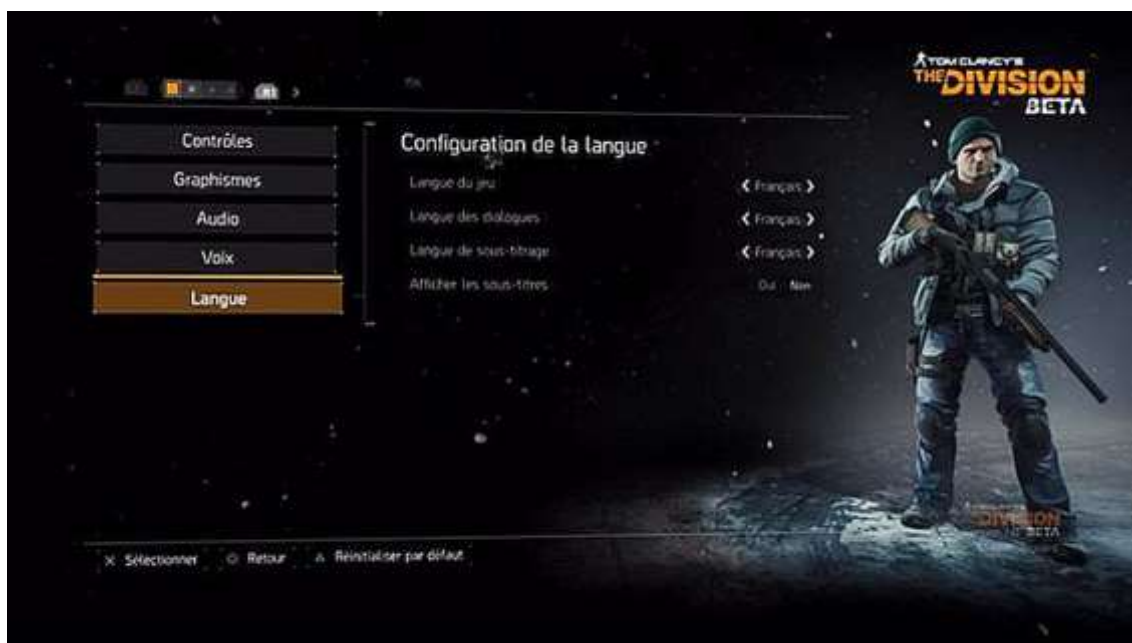 TOM CLANCY'S
THE DIVISION
BETA
Contrôles
Graphismes
Audio
Voix
Langue
Configuration de la langue
Langue du jeu < Français >
Langue des dialogues < Français >
Langue de sous-titrage < Français >
Afficher les sous-titres Oui Non
DIVISION
BETA
Sélectionner Retour Réinitialiser par défaut